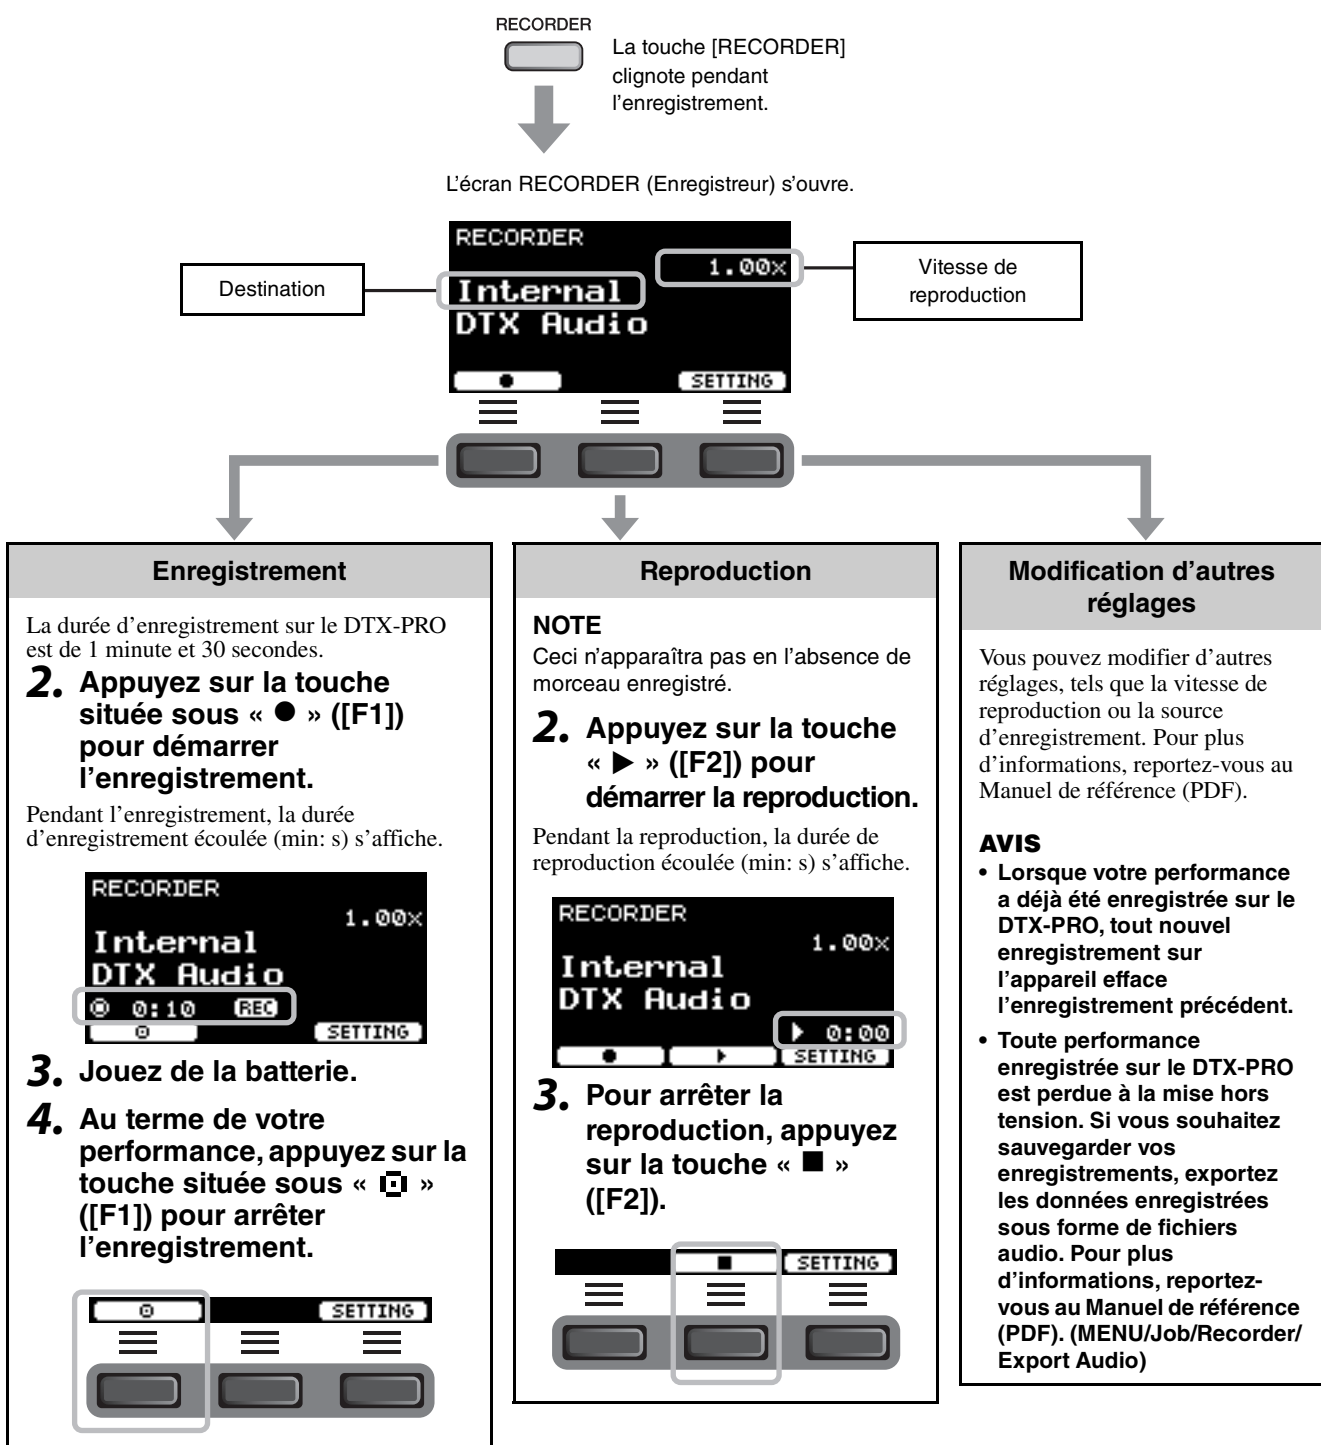 RECORDER
La touche [RECORDER]
clignote pendant
l’enregistrement.
L’écran RECORDER (Enregistreur) s’ouvre.
RECORDER
1.00x
Internal
DTX Audio
●
SETTING
Destination
Vitesse de
reproduction
Enregistrement
La durée d’enregistrement sur le DTX-PRO
est de 1 minute et 30 secondes.
2. Appuyez sur la touche
située sous « ● » ([F1])
pour démarrer
l’enregistrement.
Pendant l’enregistrement, la durée
d’enregistrement écoulée (min: s) s’affiche.
RECORDER
1.00x
Internal
DTX Audio
0:10 REC
SETTING
3. Jouez de la batterie.
4. Au terme de votre
performance, appuyez sur la
touche située sous « »
([F1]) pour arrêter
l’enregistrement.
SETTING
Reproduction
NOTE
Ceci n’apparaîtra pas en l’absence de
morceau enregistré.
2. Appuyez sur la touche
« ▶ » ([F2]) pour
démarrer la reproduction.
Pendant la reproduction, la durée de
reproduction écoulée (min: s) s’affiche.
RECORDER
1.00x
Internal
DTX Audio
▶ 0:00
● ▶ SETTING
3. Pour arrêter la
reproduction, appuyez
sur la touche « ■ »
([F2]).
■ SETTING
Modification d’autres
réglages
Vous pouvez modifier d’autres
réglages, tels que la vitesse de
reproduction ou la source
d’enregistrement. Pour plus
d’informations, reportez-vous au
Manuel de référence (PDF).
AVIS
• Lorsque votre performance
a déjà été enregistrée sur le
DTX-PRO, tout nouvel
enregistrement sur
l’appareil efface
l’enregistrement précédent.
• Toute performance
enregistrée sur le DTX-PRO
est perdue à la mise hors
tension. Si vous souhaitez
sauvegarder vos
enregistrements, exportez
les données enregistrées
sous forme de fichiers
audio. Pour plus
d’informations, reportez-
vous au Manuel de référence
(PDF). (MENU/Job/Recorder/
Export Audio)